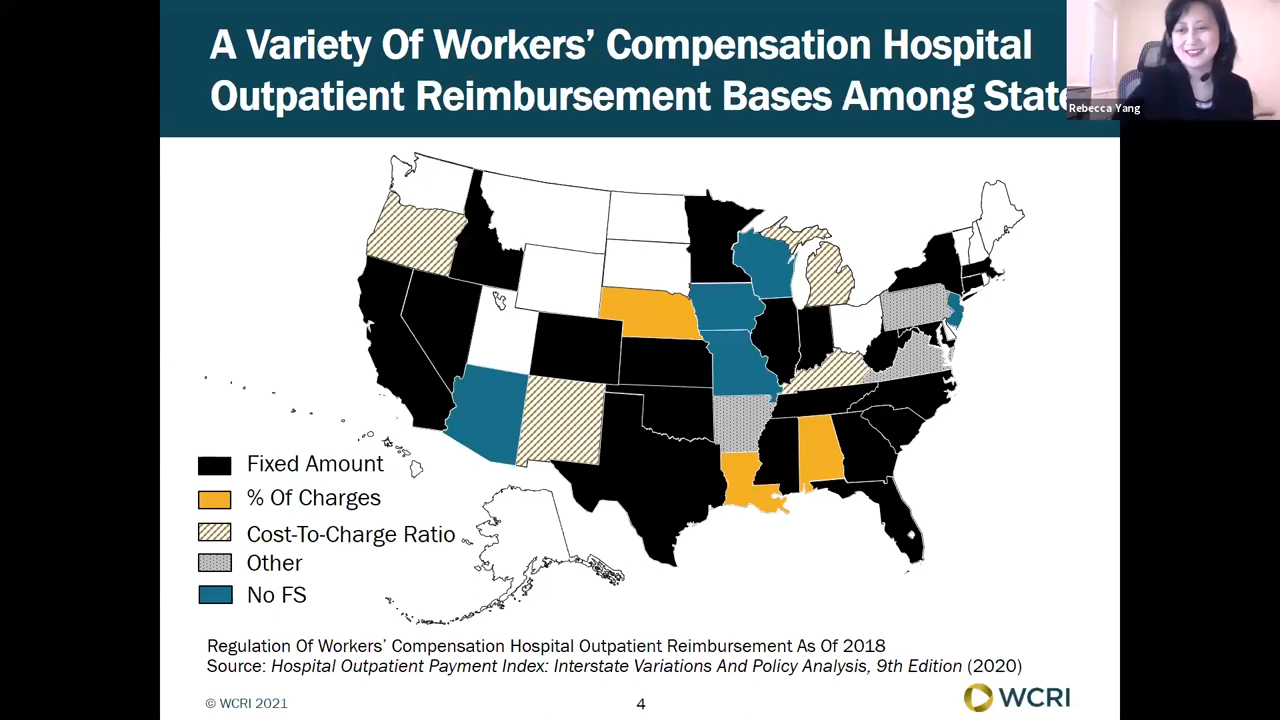 A Variety Of Workers’ Compensation Hospital
Outpatient Reimbursement Bases Among State
Rebecca Yang
Fixed Amount
% Of Charges
Cost-To-Charge Ratio
Other
No FS
Regulation Of Workers’ Compensation Hospital Outpatient Reimbursement As Of 2018
Source: Hospital Outpatient Payment Index: Interstate Variations And Policy Analysis, 9th Edition (2020)
© WCRI 2021
4
WCRI